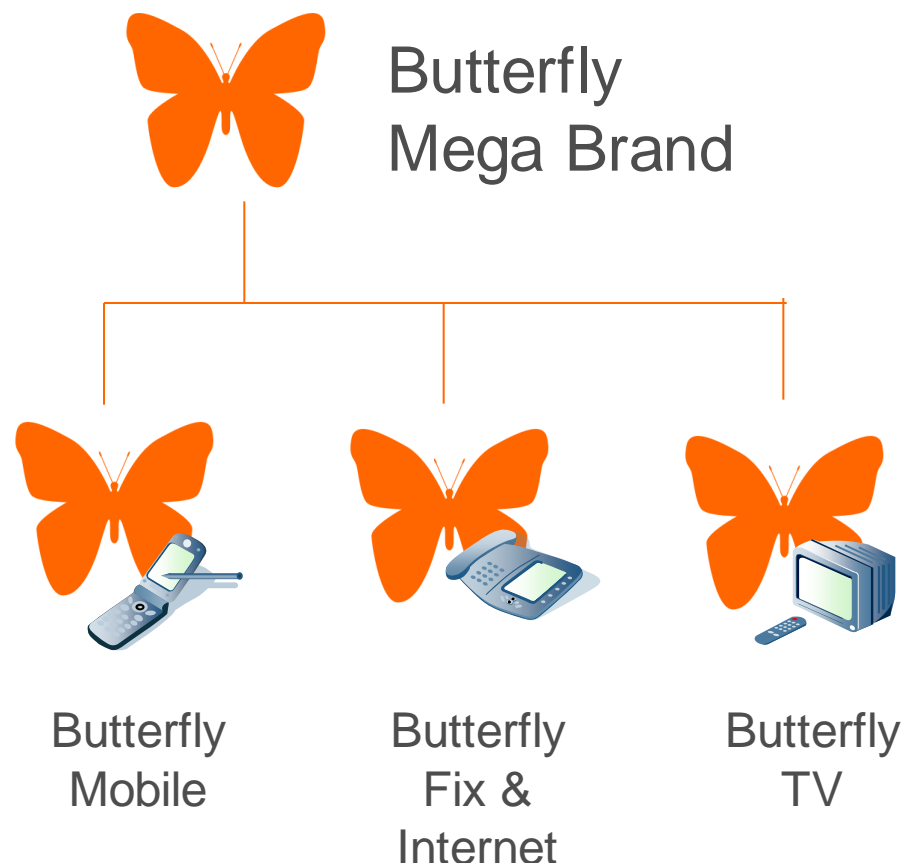 Butterfly
Mega Brand
Butterfly
Mobile
Butterfly
Fix &
Internet
Butterfly
TV